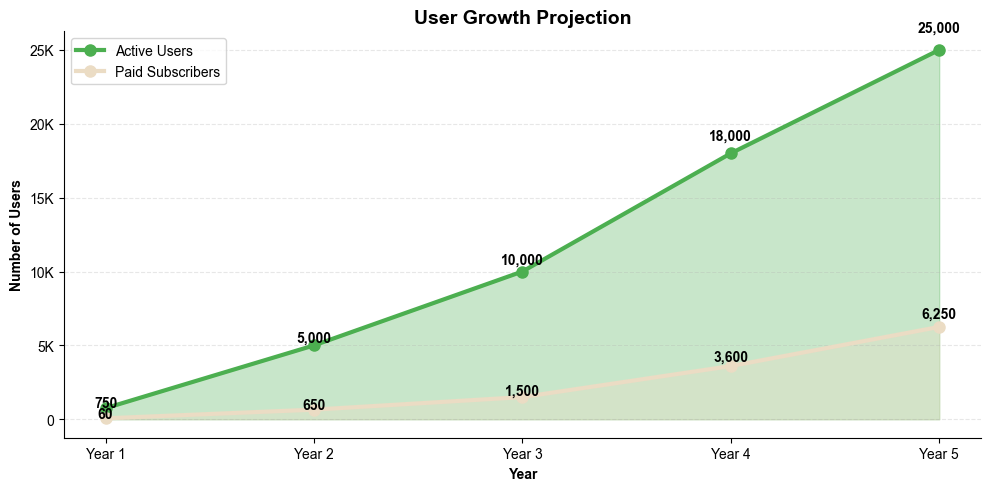 User Growth Projection
Active Users
Paid Subscribers
25K
20K
15K
10K
5K
0
Number of Users
750
5,000
10,000
18,000
25,000
60
650
1,500
3,600
6,250
Year 1
Year 2
Year 3
Year 4
Year 5
Year